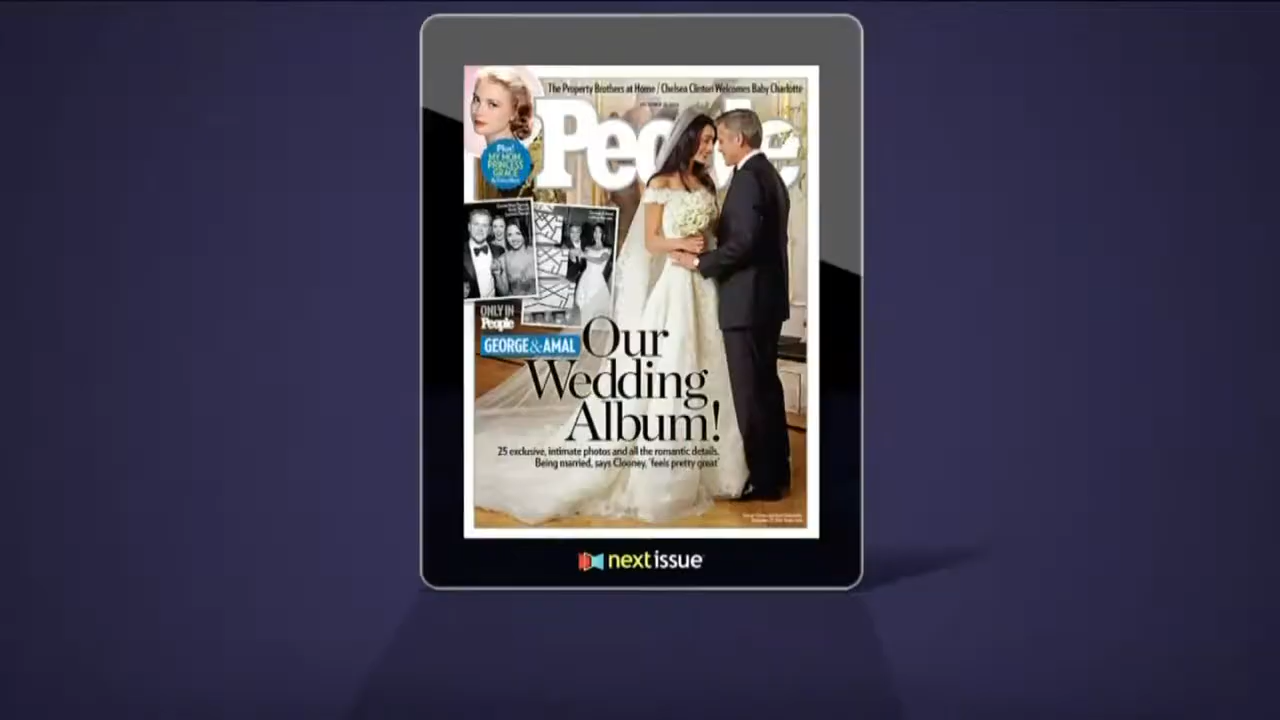 The Property Brothers at Home / Chelsea Clinton Welcomes Baby Charlotte
People
Plus!
MY MOM,
PRINCESS
GRACE
ONLY IN
People
GEORGE & AMAL
Our
Wedding
Album!
25 exclusive, intimate photos and all the romantic details.
Being married, says Clooney, 'feels pretty great'
nextissue